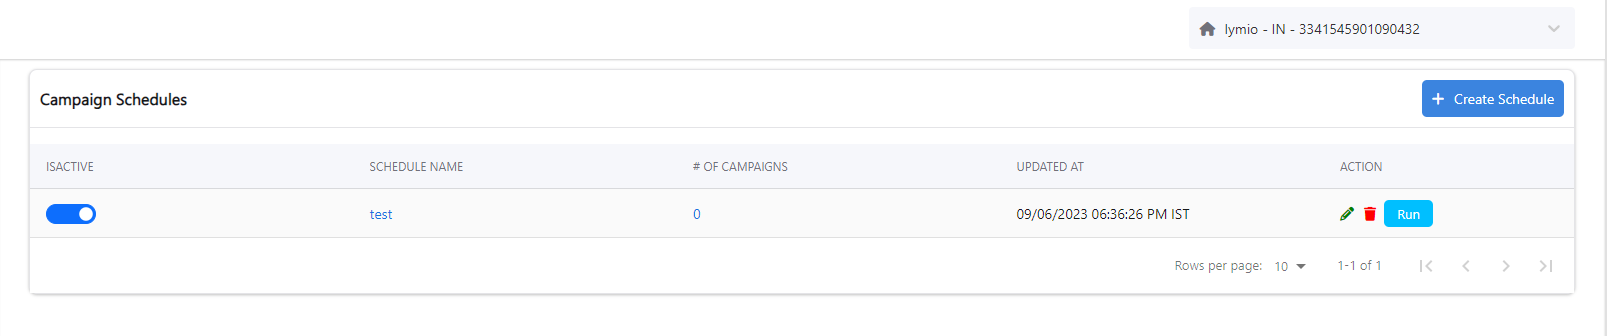 lymio - IN - 3341545901090432
Campaign Schedules
+ Create Schedule
ISACTIVE SCHEDULE NAME # OF CAMPAIGNS UPDATED AT ACTION
test 0 09/06/2023 06:36:26 PM IST Run
Rows per page: 10 1-1 of 1